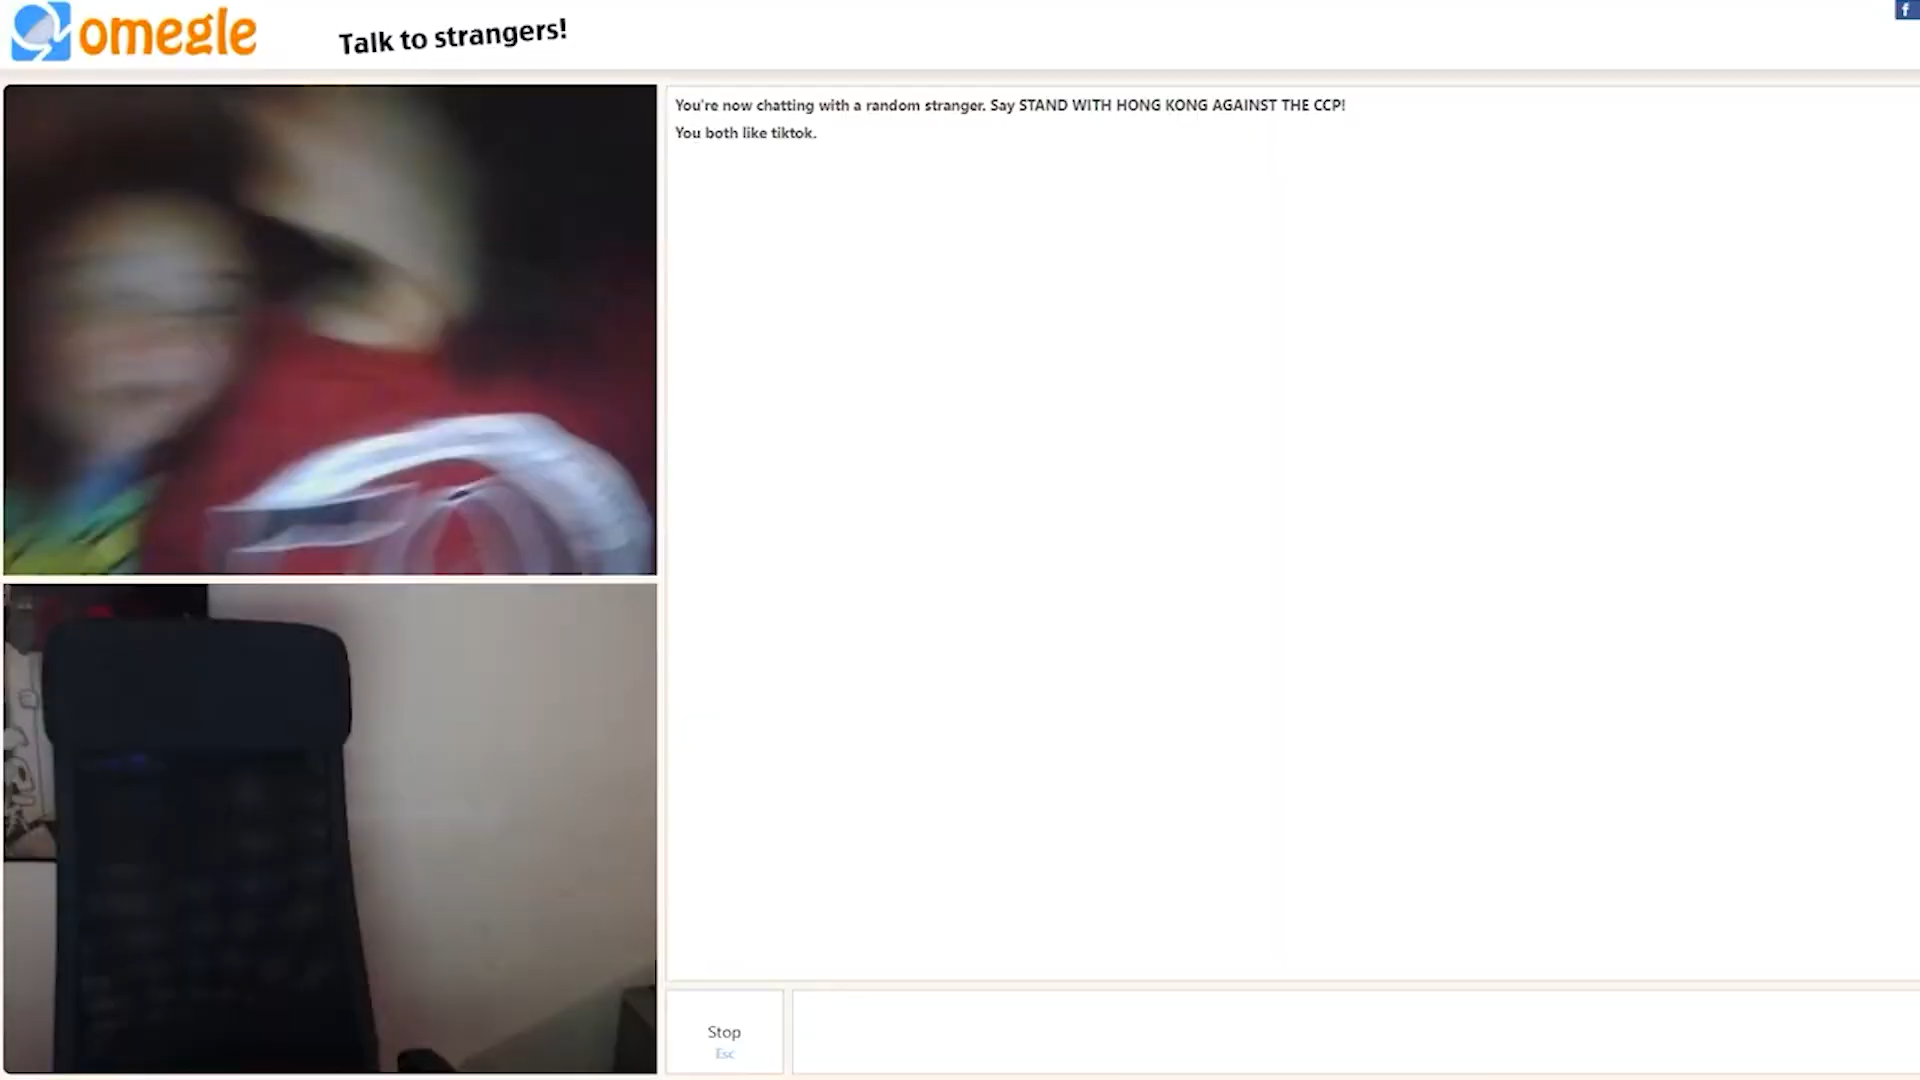 omegle
Talk to strangers!
f
You're now chatting with a random stranger. Say STAND WITH HONG KONG AGAINST THE CCP!
You both like tiktok.
Stop
Esc